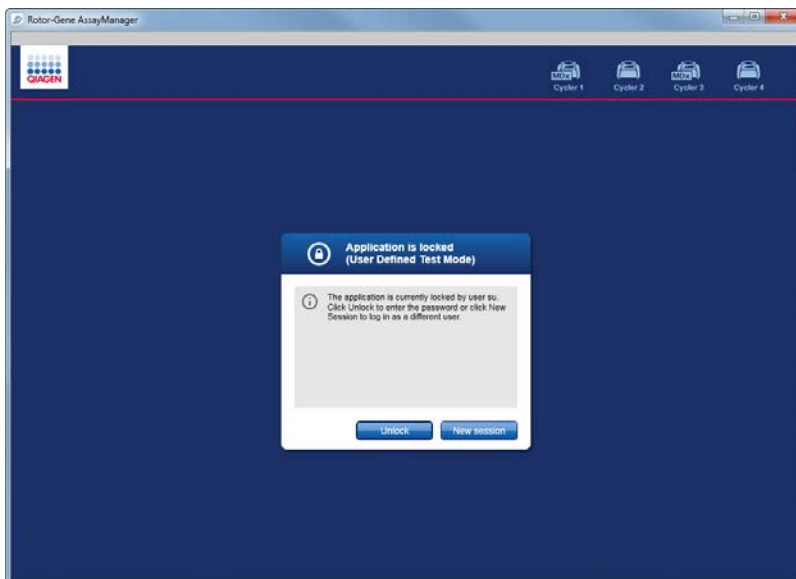 Rotor-Gene AssayManager
QIAGEN
MDx
MDx
Cycler 1
Cycler 2
Cycler 3
Cycler 4
Application is locked
(User Defined Test Mode)
The application is currently locked by user su.
Click Unlock to enter the password or click New
Session to log in as a different user.
Unlock
New session